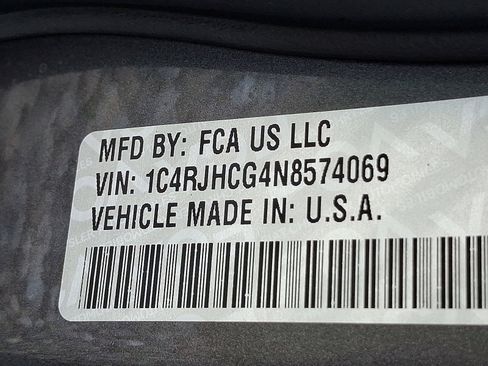 MFD BY: FCA US LLC
VIN: 1C4RJHCG4N8574069
VEHICLE MADE IN: U.S.A.